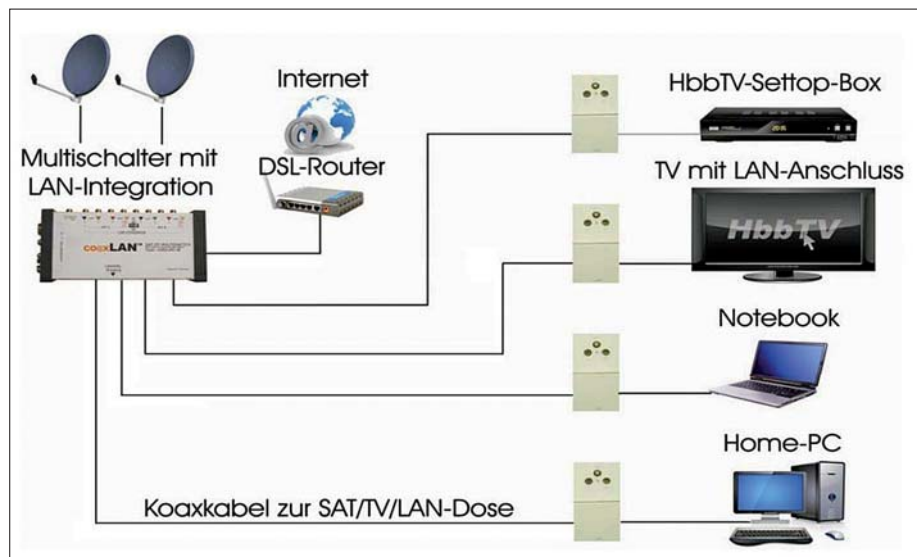 Internet
HbbTV-Settop-Box
Multischalter mit
LAN-Integration
DSL-Router
TV mit LAN-Anschluss
coaxLAN™
HbbTV
Notebook
Home-PC
Koaxkabel zur SAT/TV/LAN-Dose